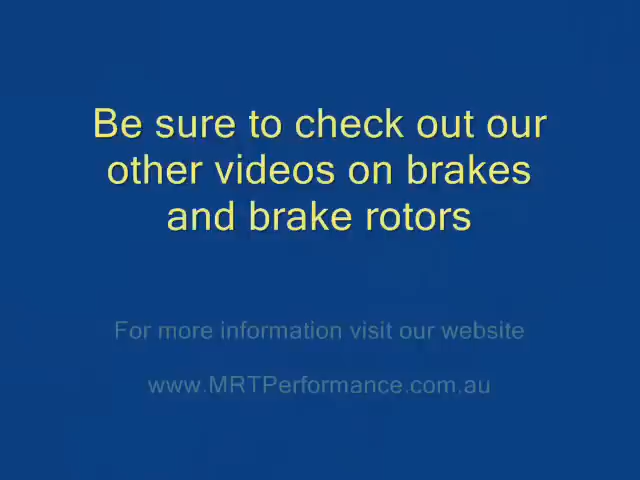 Be sure to check out our
other videos on brakes
and brake rotors
For more information visit our website
www.MRTPerformance.com.au